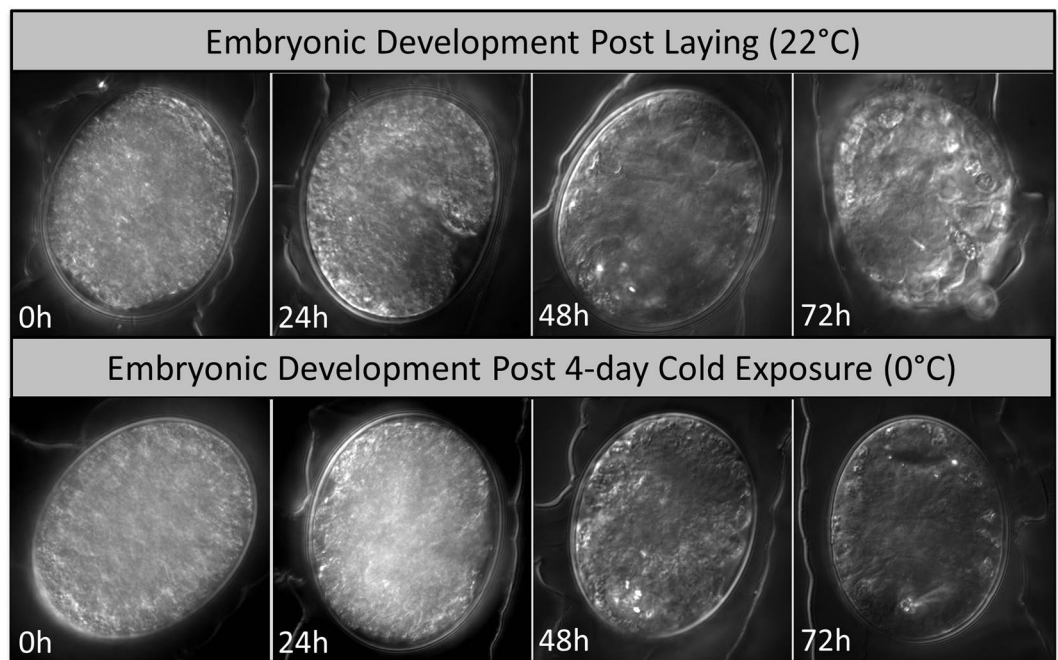 Embryonic Development Post Laying (22°C)
0h
24h
48h
72h
Embryonic Development Post 4-day Cold Exposure (0°C)
0h
24h
48h
72h